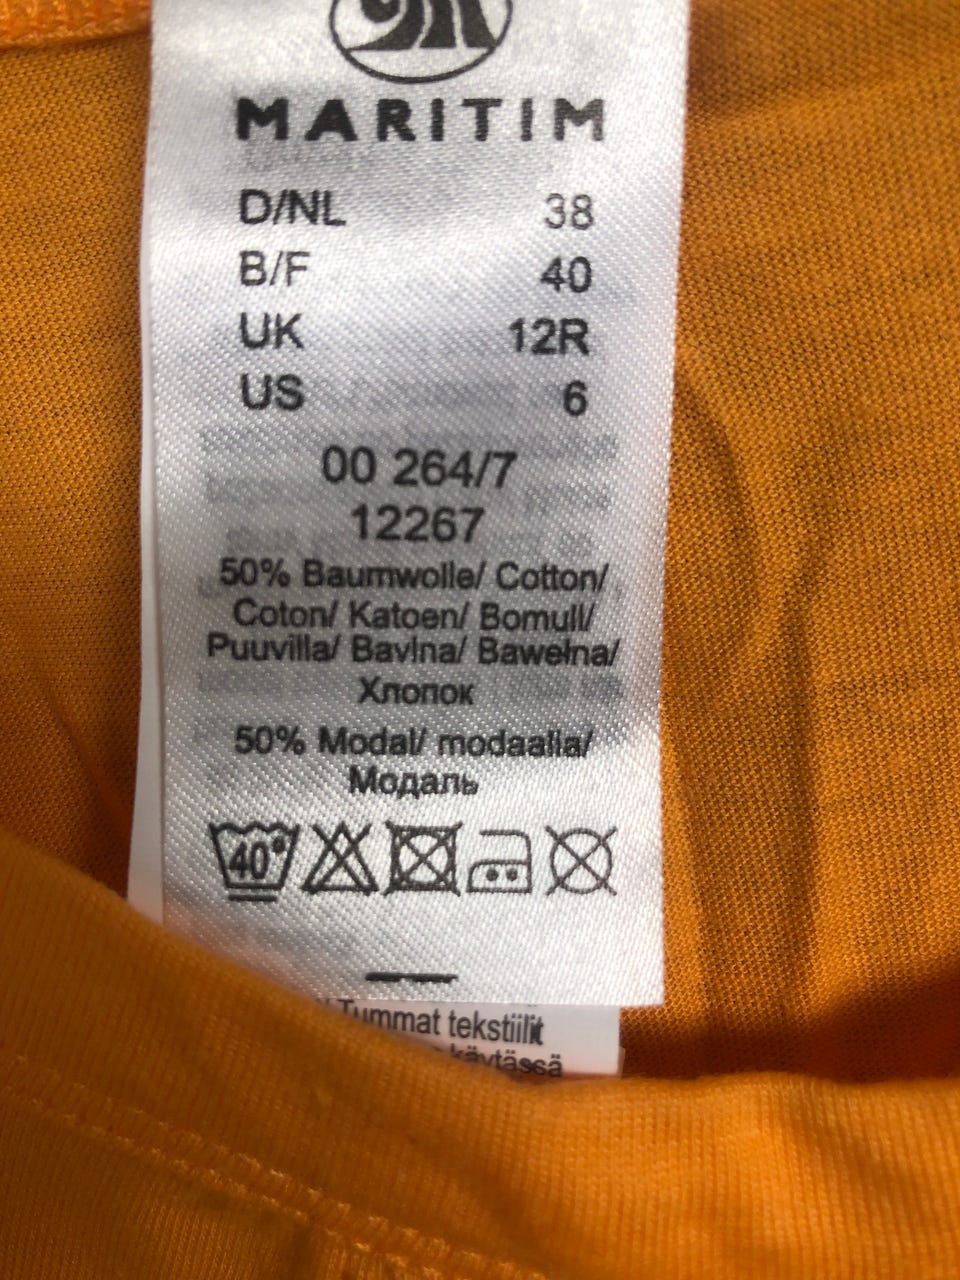 MARITIM
D/NL 38
B/F 40
UK 12R
US 6
00 264/7
12267
50% Baumwolle/ Cotton/
Coton/ Katoen/ Bomull/
Puuvilla/ Bavlna/ Bawełna/
Хлопок
50% Modal/ modaalia/
Модаль
40°
Tummat tekstiilit
käytässä